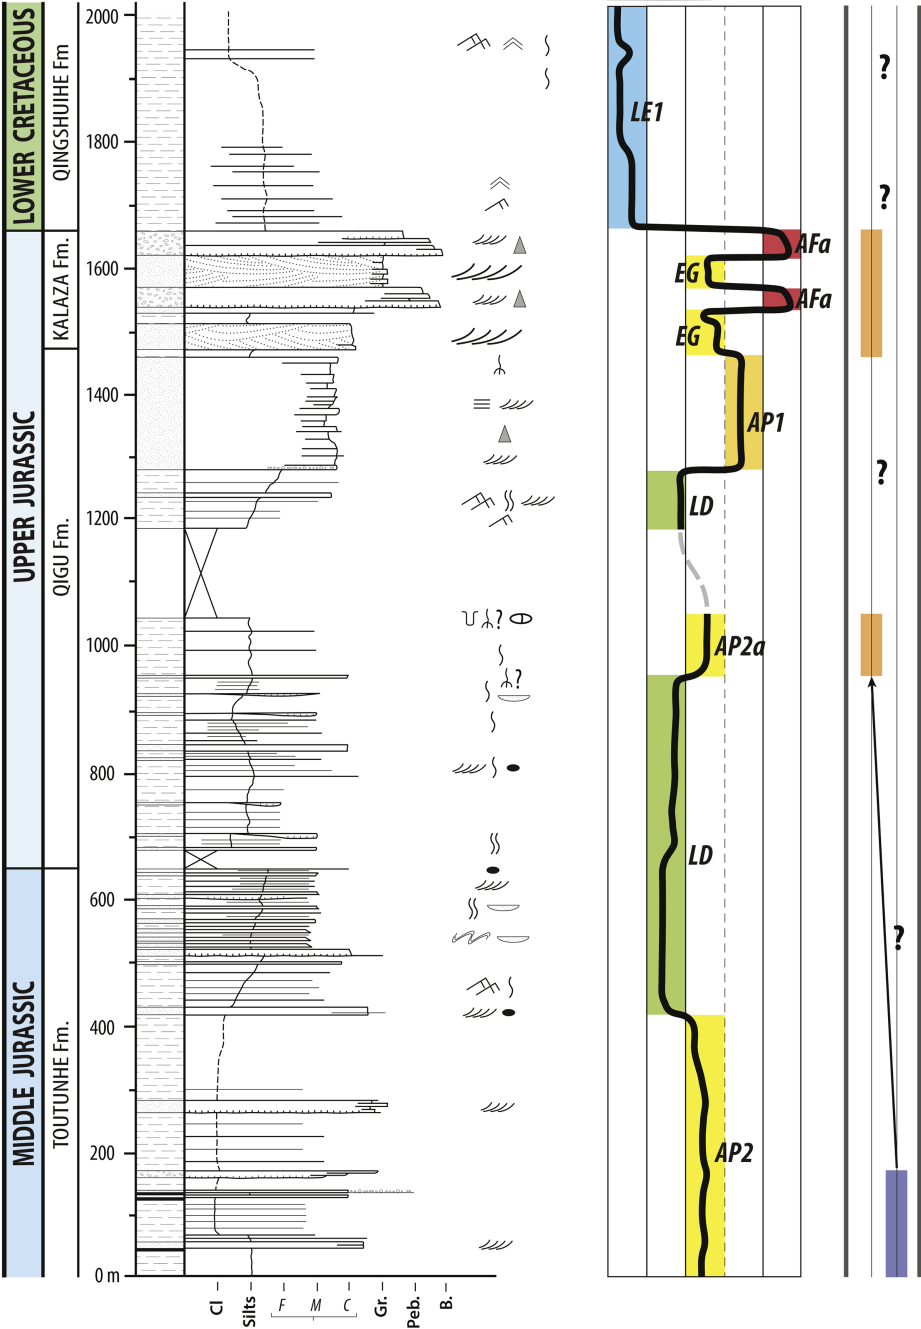 LOWER CRETACEOUS
UPPER JURASSIC
MIDDLE JURASSIC
QINGSHUIHE Fm
KALAZA Fm.
QIGU Fm.
TOUTUNHE Fm.
2000
1800
1600
1400
1200
1000
800
600
400
200
0 m
Cl
Silts
F
M
C
Gr.
Peb.
B.
?
?
LE1
AFa
EG
AFa
EG
AP1
LD
AP2a
LD
AP2
?
?
?
?
?